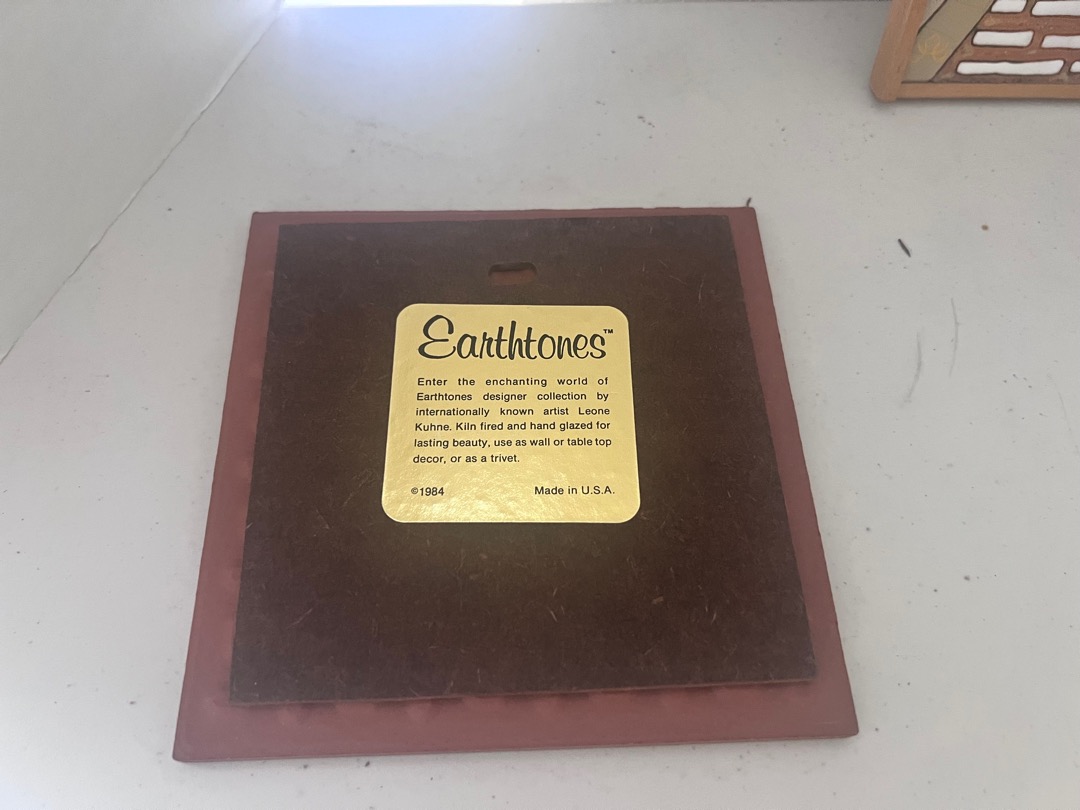 Earthtones™
Enter the enchanting world of
Earthtones designer collection by
internationally known artist Leone
Kuhne. Kiln fired and hand glazed for
lasting beauty, use as wall or table top
decor, or as a trivet.
©1984 Made in U.S.A.